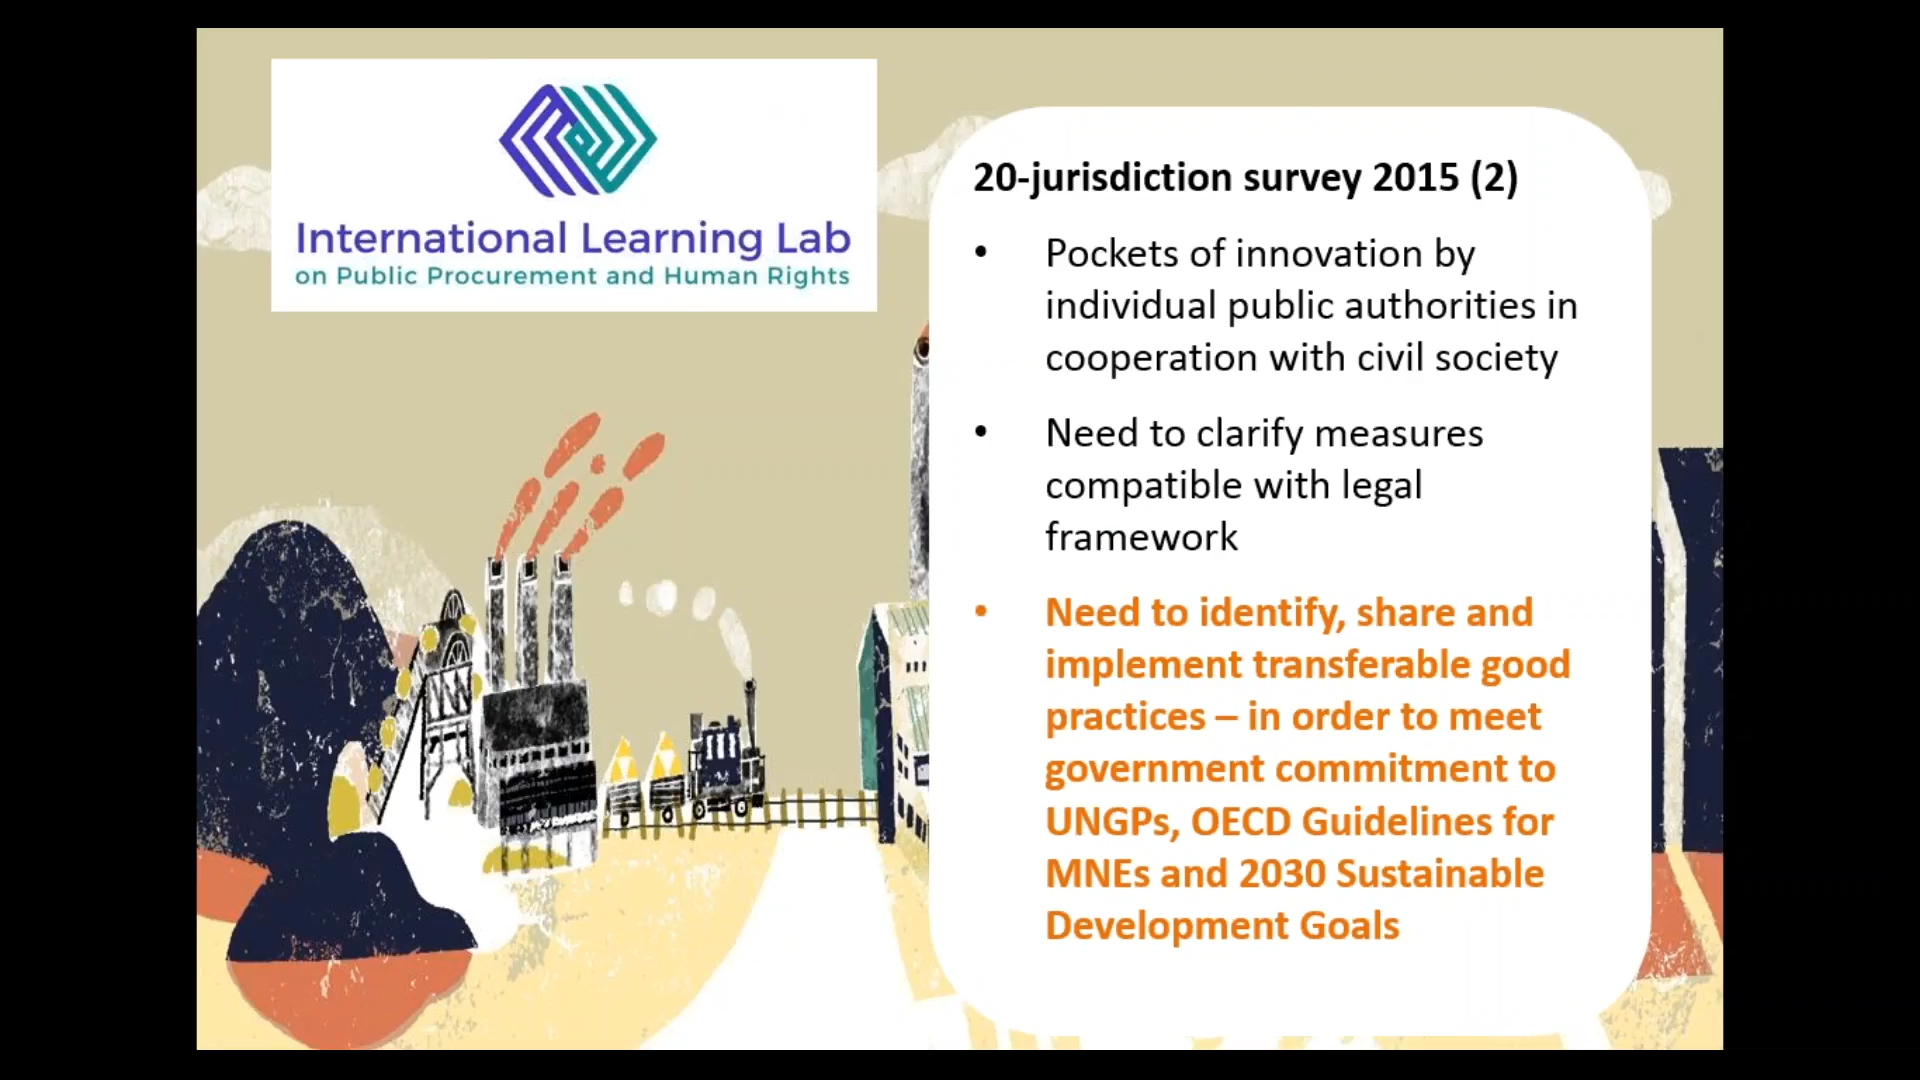 International Learning Lab
on Public Procurement and Human Rights
20-jurisdiction survey 2015 (2)
• Pockets of innovation by
individual public authorities in
cooperation with civil society
• Need to clarify measures
compatible with legal
framework
• Need to identify, share and
implement transferable good
practices – in order to meet
government commitment to
UNGPs, OECD Guidelines for
MNEs and 2030 Sustainable
Development Goals